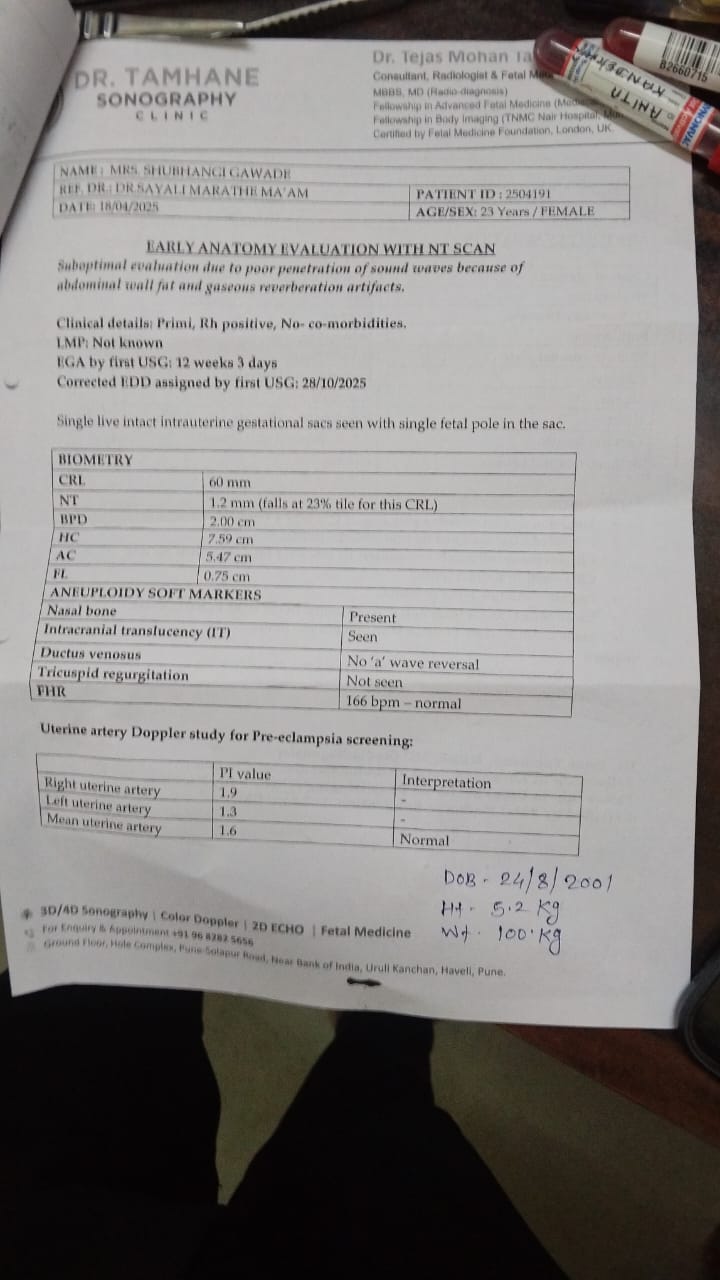 DR. TAMHANE
SONOGRAPHY
CLINIC
Dr. Tejas Mohan
Consultant, Radiologist & Fetal
MBBS, MD (Radio-diagnosis)
Fellowship in Advanced Fetal Medicine
Fellowship in Body Imaging (TNMC Nair Hospital,
Certified by Fetal Medicine Foundation, London, UK.
B2660715
ANITA
NAME : MRS. SHUBHANGI GAWADE
REF. DR.: DR.SAYALI MARATHE MA'AM
PATIENT ID : 2504191
DATE: 18/04/2025
AGE/SEX: 23 Years / FEMALE
EARLY ANATOMY EVALUATION WITH NT SCAN
Suboptimal evaluation due to poor penetration of sound waves because of
abdominal wall fat and gaseous reverberation artifacts.
Clinical details: Primi, Rh positive, No- co-morbidities.
LMP: Not known
EGA by first USG: 12 weeks 3 days
Corrected EDD assigned by first USG: 28/10/2025
Single live intact intrauterine gestational sacs seen with single fetal pole in the sac.
BIOMETRY
CRL 60 mm
NT 1.2 mm (falls at 23% tile for this CRL)
BPD 2.00 cm
HC 7.59 cm
AC 5.47 cm
FL 0.75 cm
ANEUPLOIDY SOFT MARKERS
Nasal bone Present
Intracranial translucency (IT) Seen
Ductus venosus No 'a' wave reversal
Tricuspid regurgitation Not seen
FHR 166 bpm – normal
Uterine artery Doppler study for Pre-eclampsia screening:
PI value Interpretation
Right uterine artery 1.9 -
Left uterine artery 1.3 -
Mean uterine artery 1.6 Normal
DOB - 24/8/2001
Ht - 5.2 kg
Wt - 100 kg
3D/4D Sonography | Color Doppler | 2D ECHO | Fetal Medicine
For Enquiry & Appointment +91 96 8282 5656
Ground Floor, Hole Complex, Pune-Solapur Road, Near Bank of India, Uruli Kanchan, Haveli, Pune.